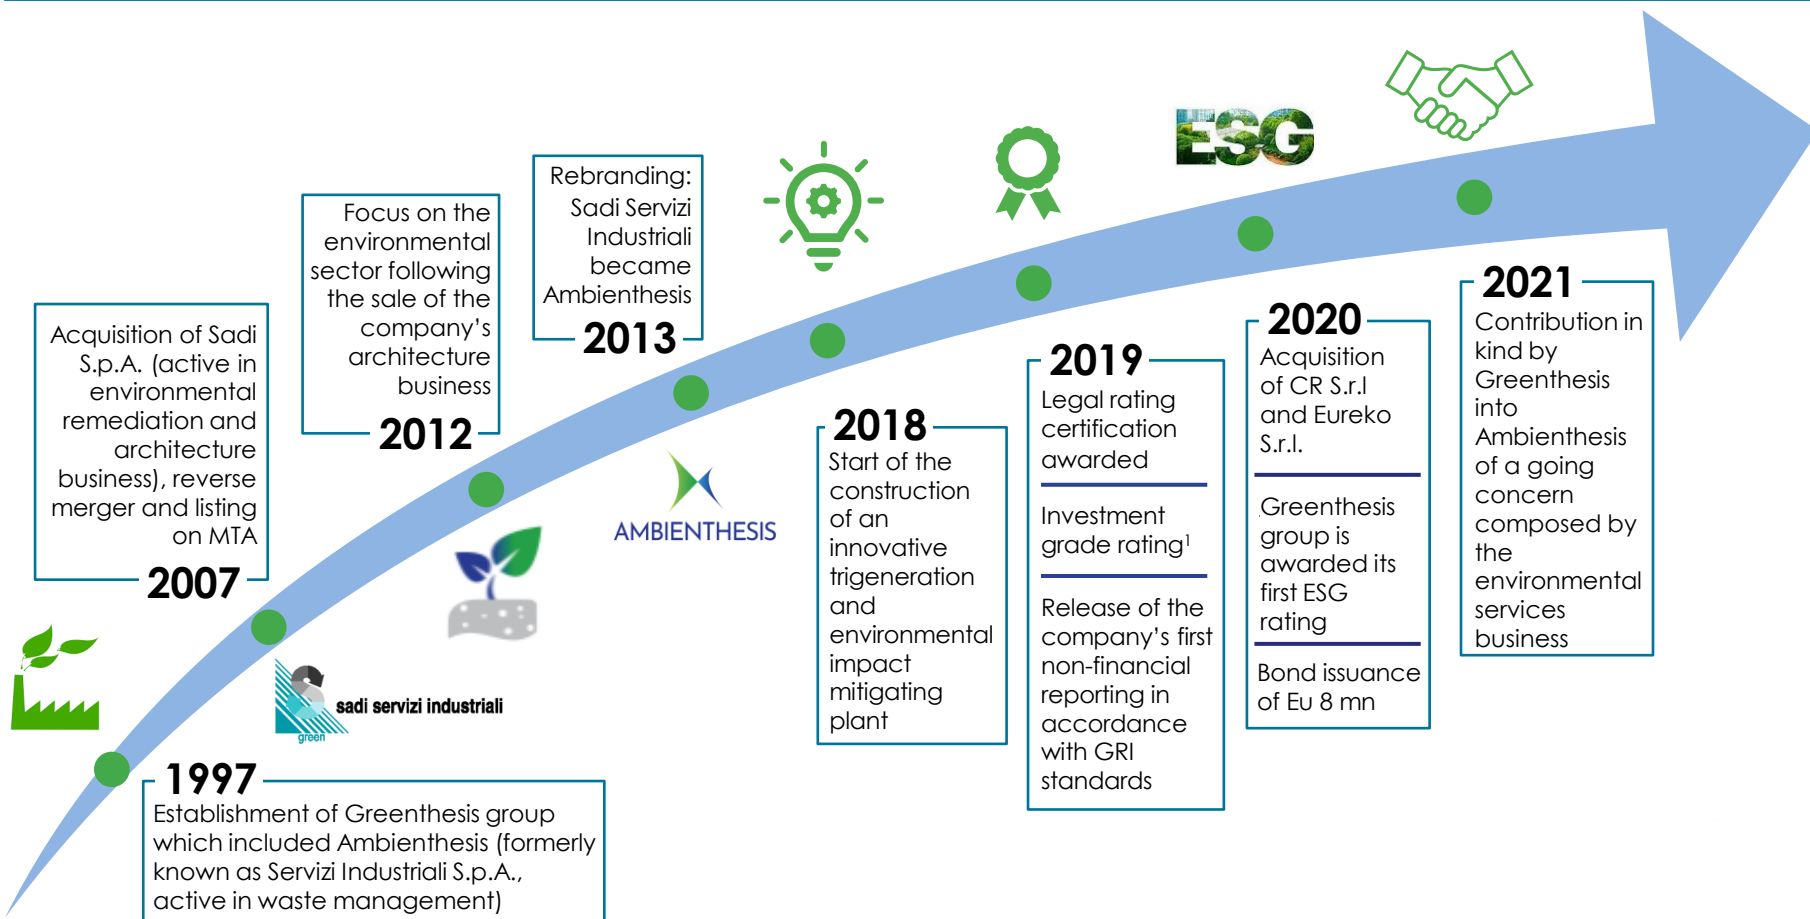 1997
Establishment of Greenthesis group
which included Ambienthesis (formerly
known as Servizi Industriali S.p.A.,
active in waste management)
Acquisition of Sadi
S.p.A. (active in
environmental
remediation and
architecture
business), reverse
merger and listing
on MTA
2007
green
sadi servizi industriali
Focus on the
environmental
sector following
the sale of the
company’s
architecture
business
2012
Rebranding:
Sadi Servizi
Industriali
became
Ambienthesis
2013
AMBIENTHESIS
2018
Start of the
construction
of an
innovative
trigeneration
and
environmental
impact
mitigating
plant
2019
Legal rating
certification
awarded
Investment
grade rating¹
Release of the
company’s first
non-financial
reporting in
accordance
with GRI
standards
ESG
2020
Acquisition
of CR S.r.l
and Eureko
S.r.l.
Greenthesis
group is
awarded its
first ESG
rating
Bond issuance
of Eu 8 mn
2021
Contribution in
kind by
Greenthesis
into
Ambienthesis
of a going
concern
composed by
the
environmental
services
business